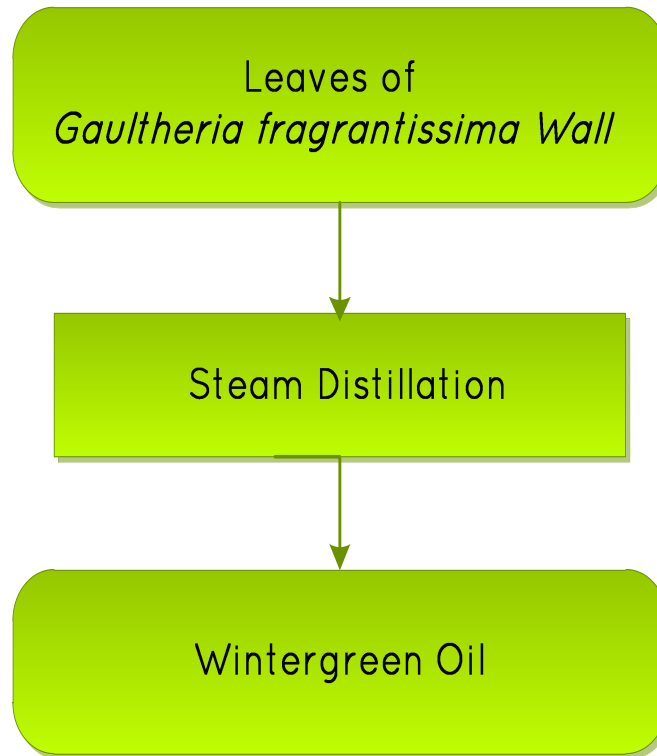 Leaves of
Gaultheria fragrantissima Wall
Steam Distillation
Wintergreen Oil